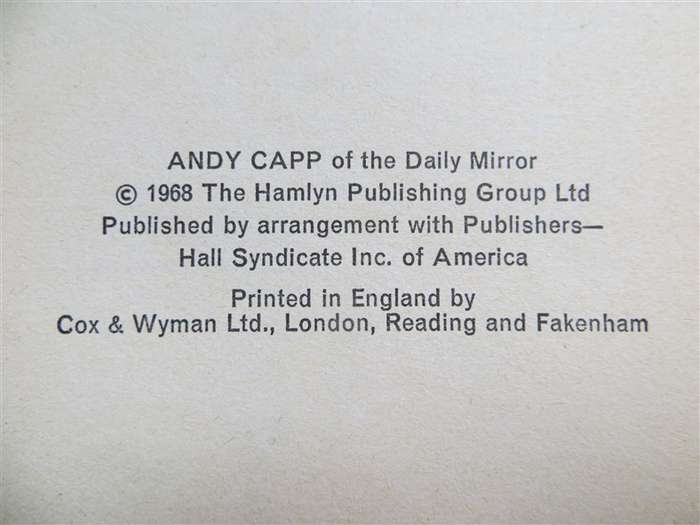 ANDY CAPP of the Daily Mirror
© 1968 The Hamlyn Publishing Group Ltd
Published by arrangement with Publishers—
Hall Syndicate Inc. of America
Printed in England by
Cox & Wyman Ltd., London, Reading and Fakenham